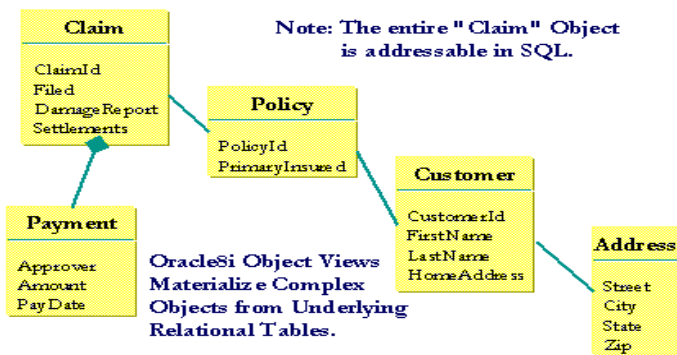 Claim
ClaimId
Filed
DamageReport
Settlements
Note: The entire "Claim" Object
is addressable in SQL.
Policy
PolicyId
PrimaryInsured
Customer
CustomerId
FirstName
LastName
HomeAddress
Payment
Approver
Amount
PayDate
Oracle8i Object Views
Materialize Complex
Objects from Underlying
Relational Tables.
Address
Street
City
State
Zip